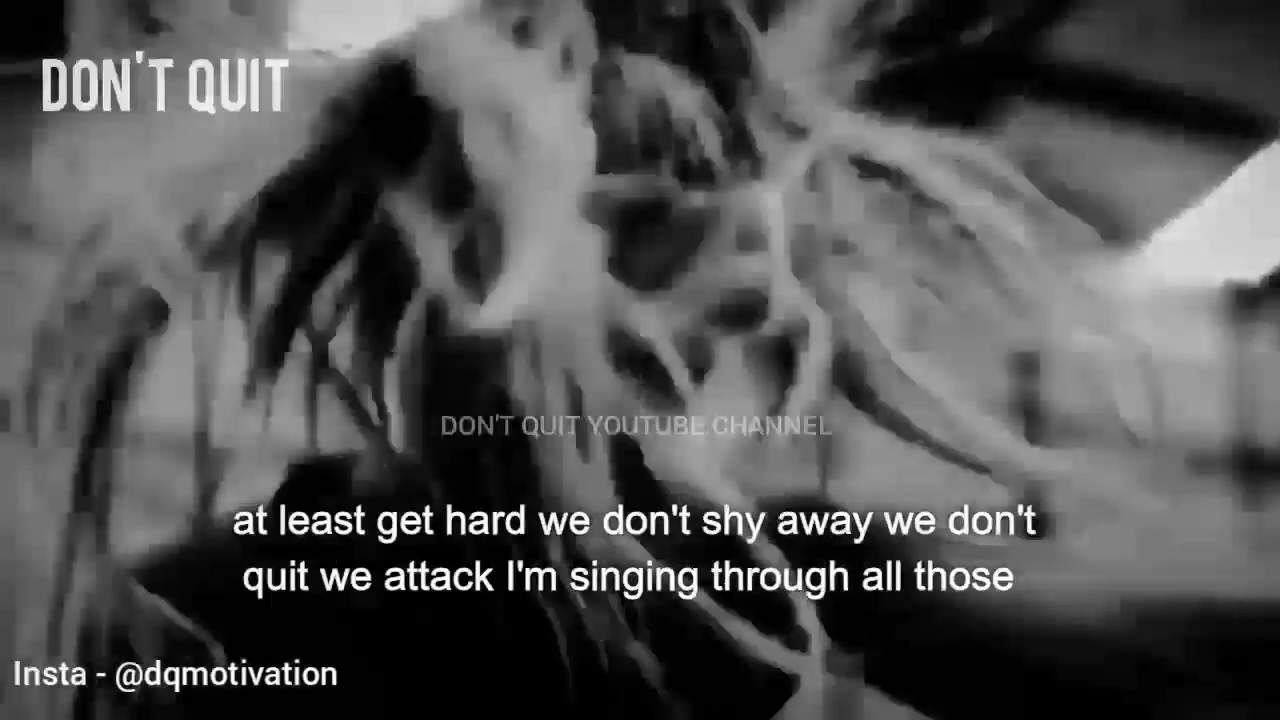 DON'T QUIT
DON'T QUIT YOUTUBE CHANNEL
at least get hard we don't shy away we don't
quit we attack I'm singing through all those
Insta - @dqmotivation